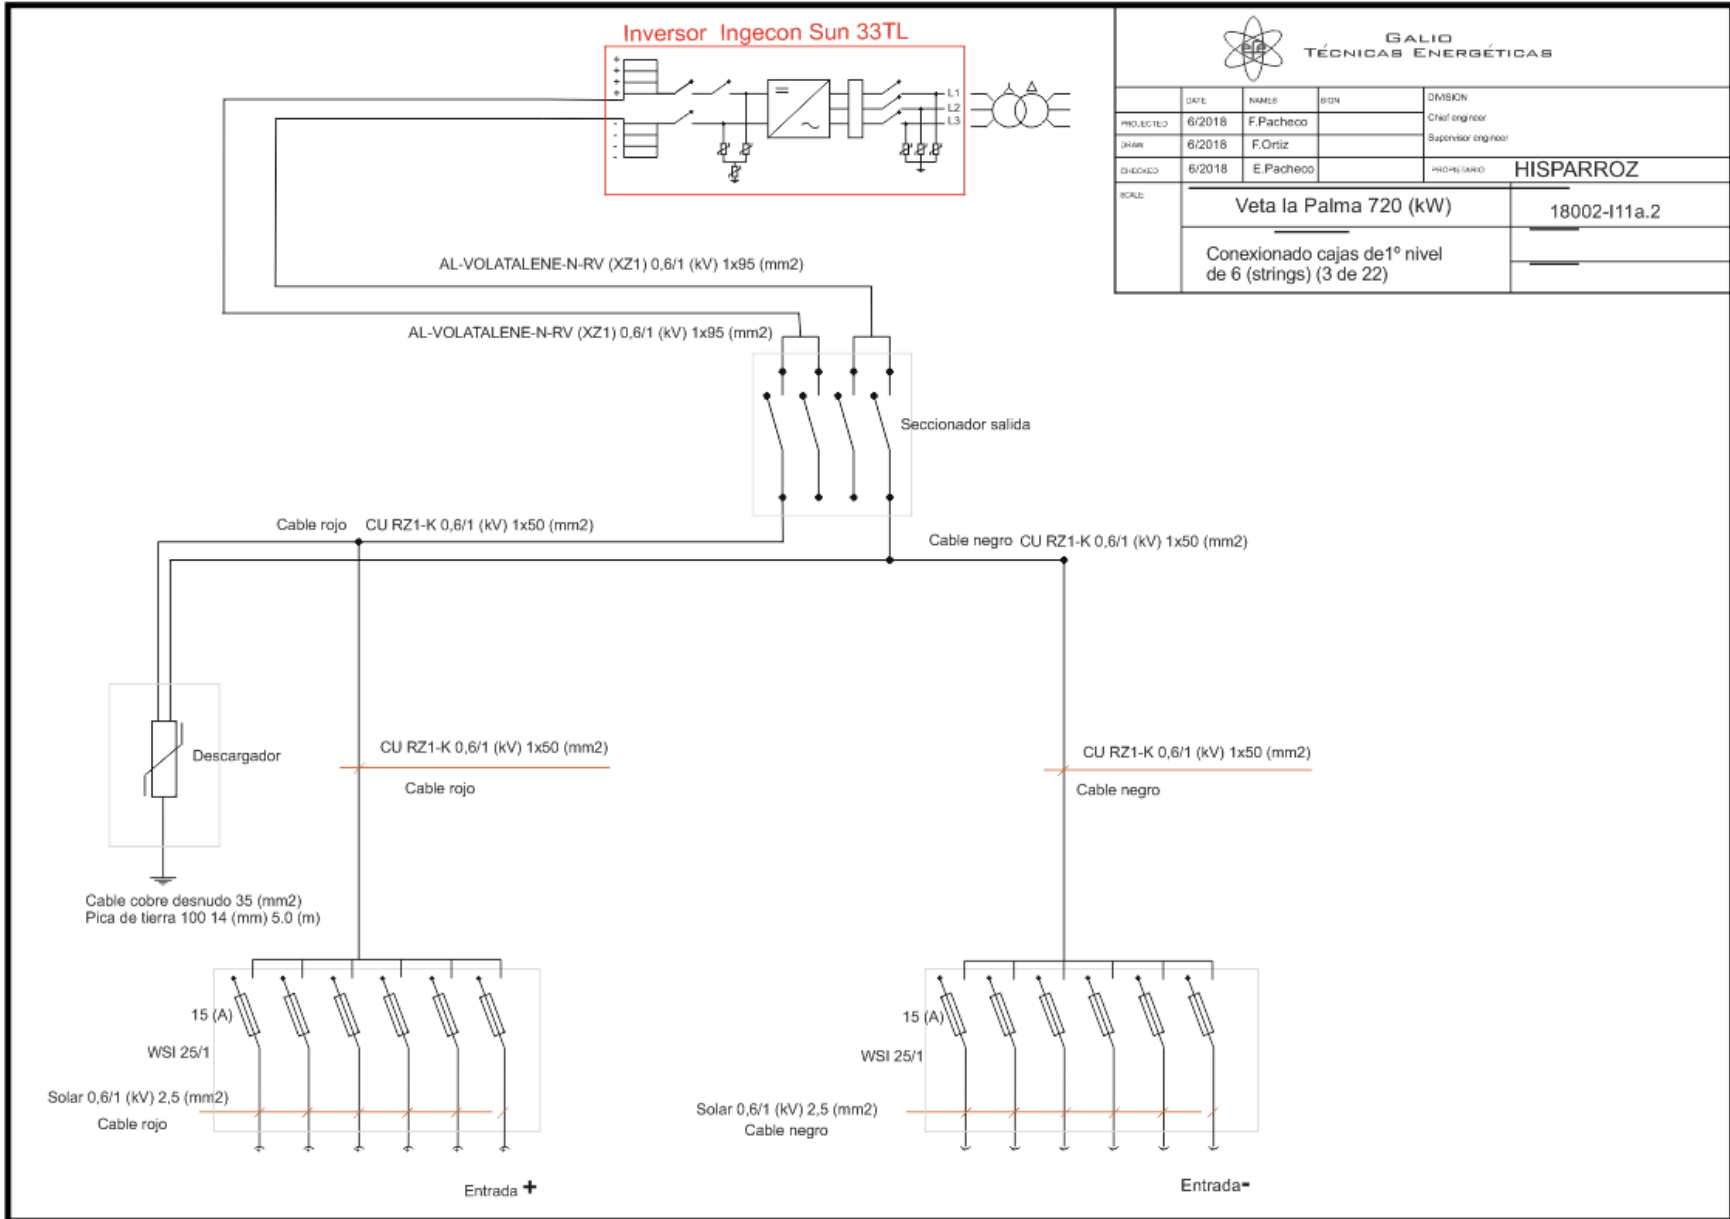 Inversor Ingecon Sun 33TL
+
+
+
+
-
-
-
-
L1
L2
L3
GALIO
TÉCNICAS ENERGÉTICAS
DATE NAMES SIGN DIVISION
Chief engineer
PROJECTED 6/2018 F.Pacheco
Supervisor engineer
DRAW 6/2018 F.Ortiz
CHECKED 6/2018 E.Pacheco PROPIETARIO HISPARROZ
SCALE
Veta la Palma 720 (kW) 18002-I11a.2
Conexionado cajas de1º nivel
de 6 (strings) (3 de 22)
AL-VOLATALENE-N-RV (XZ1) 0,6/1 (kV) 1x95 (mm2)
AL-VOLATALENE-N-RV (XZ1) 0,6/1 (kV) 1x95 (mm2)
Seccionador salida
Cable rojo CU RZ1-K 0,6/1 (kV) 1x50 (mm2)
Cable negro CU RZ1-K 0,6/1 (kV) 1x50 (mm2)
Descargador
CU RZ1-K 0,6/1 (kV) 1x50 (mm2)
Cable rojo
CU RZ1-K 0,6/1 (kV) 1x50 (mm2)
Cable negro
Cable cobre desnudo 35 (mm2)
Pica de tierra 100 14 (mm) 5.0 (m)
15 (A)
WSI 25/1
Solar 0,6/1 (kV) 2,5 (mm2)
Cable rojo
Entrada +
15 (A)
WSI 25/1
Solar 0,6/1 (kV) 2,5 (mm2)
Cable negro
Entrada-